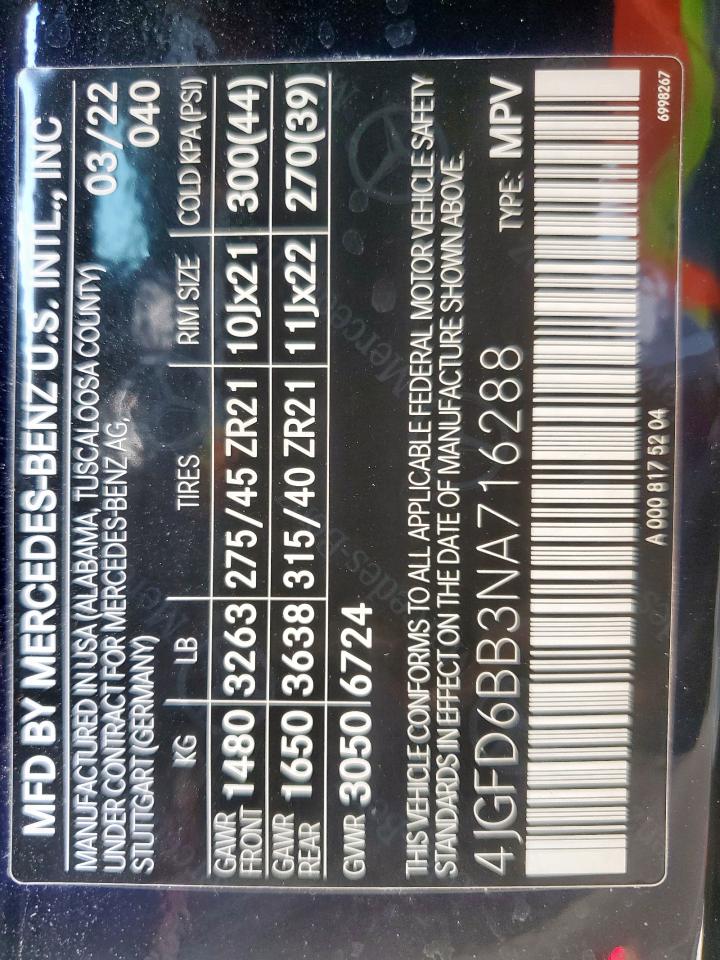 MFD BY MERCEDES-BENZ U.S. INTL., INC
MANUFACTURED IN USA (ALABAMA, TUSCALOOSA COUNTY) 03/22
UNDER CONTRACT FOR MERCEDES-BENZ AG, 040
STUTTGART (GERMANY)
KG LB TIRES RIM SIZE COLD KPA (PSI)
GAWR FRONT 1480 3263 275/45 ZR21 10Jx21 300(44)
GAWR REAR 1650 3638 315/40 ZR21 11Jx22 270(39)
GVWR 3050 6724
THIS VEHICLE CONFORMS TO ALL APPLICABLE FEDERAL MOTOR VEHICLE SAFETY
STANDARDS IN EFFECT ON THE DATE OF MANUFACTURE SHOWN ABOVE.
4JGFD6BB3NA716288 TYPE: MPV
A 000 817 52 04 6998267